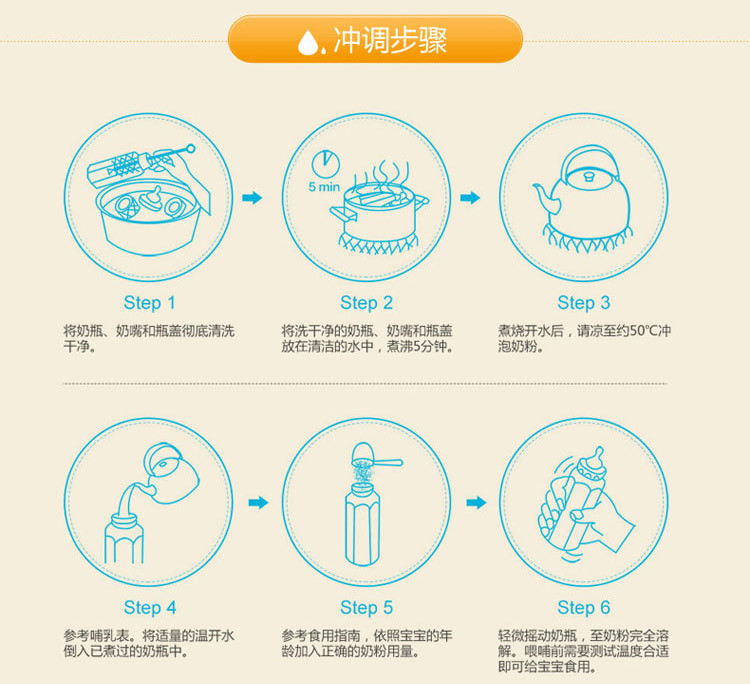 冲调步骤
5 min
Step 1
Step 2
Step 3
将奶瓶、奶嘴和瓶盖彻底清洗
干净。
将洗干净的奶瓶、奶嘴和瓶盖
放在清洁的水中，煮沸5分钟。
煮烧开水后，请凉至约50℃冲
泡奶粉。
Step 4
Step 5
Step 6
参考哺乳表。将适量的温开水
倒入已煮过的奶瓶中。
参考食用指南，依照宝宝的年
龄加入正确的奶粉用量。
轻微摇动奶瓶，至奶粉完全溶
解。喂哺前需要测试温度合适
即可给宝宝食用。